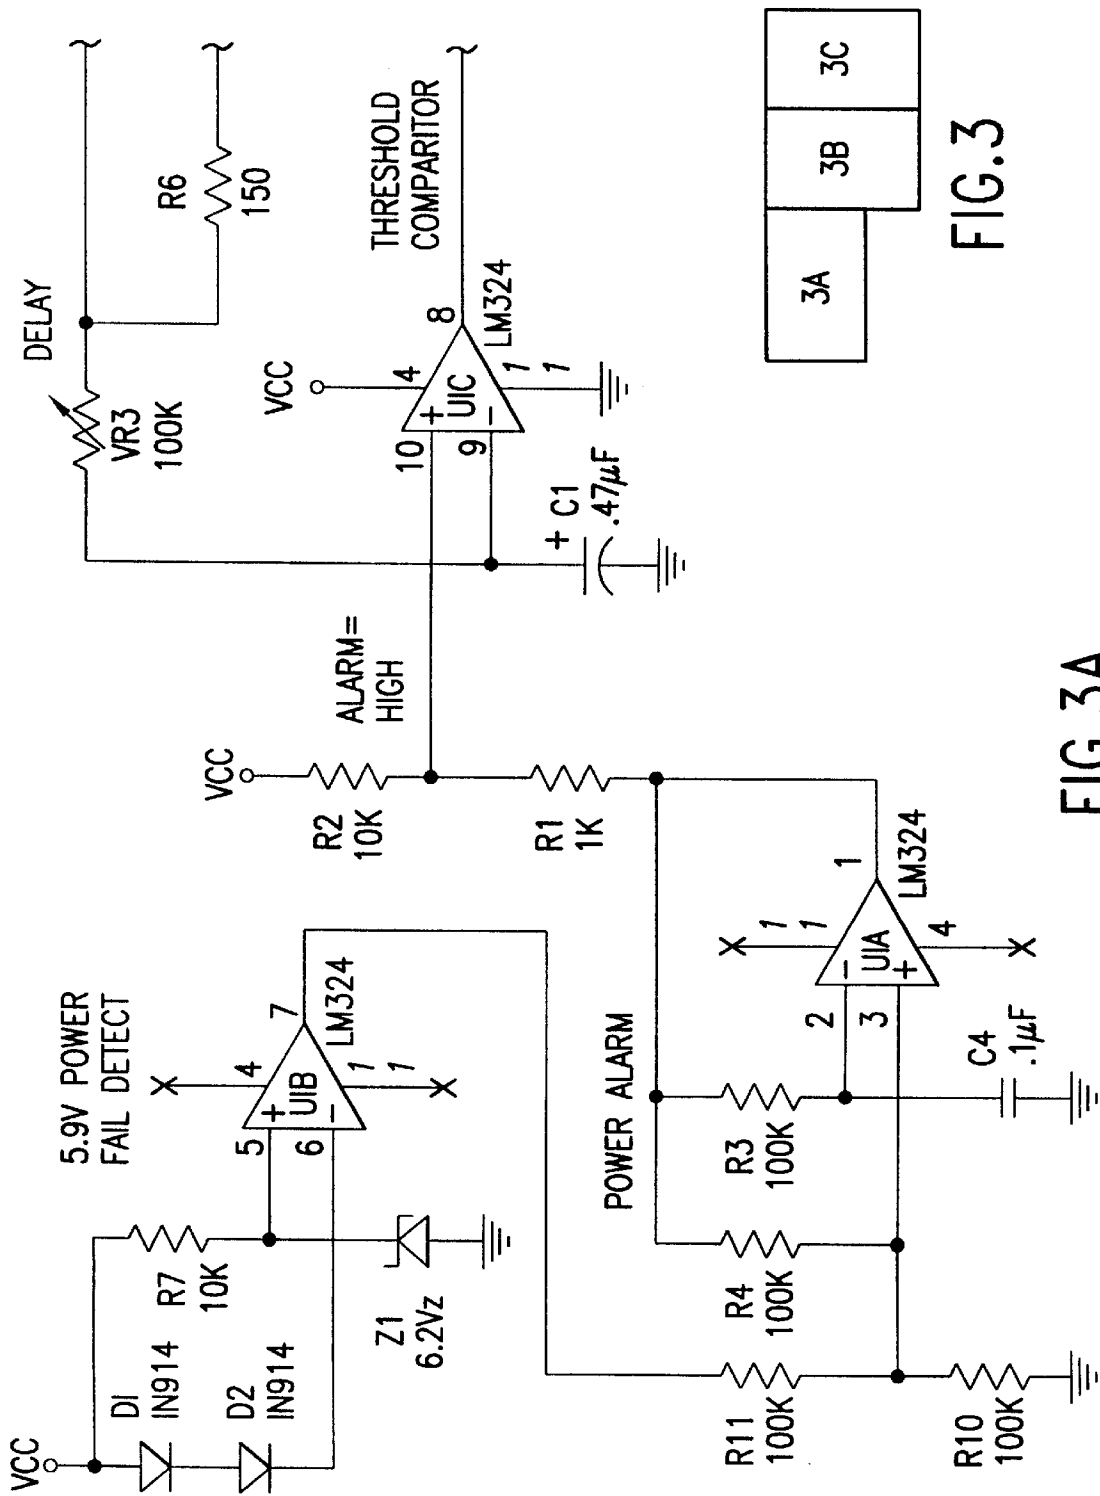 VCC
D1
IN914
D2
IN914
R7
10K
5.9V POWER
FAIL DETECT
Z1
6.2Vz
5
+
6
-
UIB
4
1 1
7
LM324
R11
100K
R10
100K
R4
100K
R3
100K
POWER ALARM
C4
.1μF
2
-
3
+
UIA
1 1
4
1
LM324
VCC
R2
10K
R1
1K
ALARM=
HIGH
DELAY
VR3
100K
R6
150
VCC
10
+
9
-
UIC
4
1 1
8
LM324
+ C1
.47μF
THRESHOLD
COMPARITOR
3A
3B
3C
FIG.3
FIG.3A